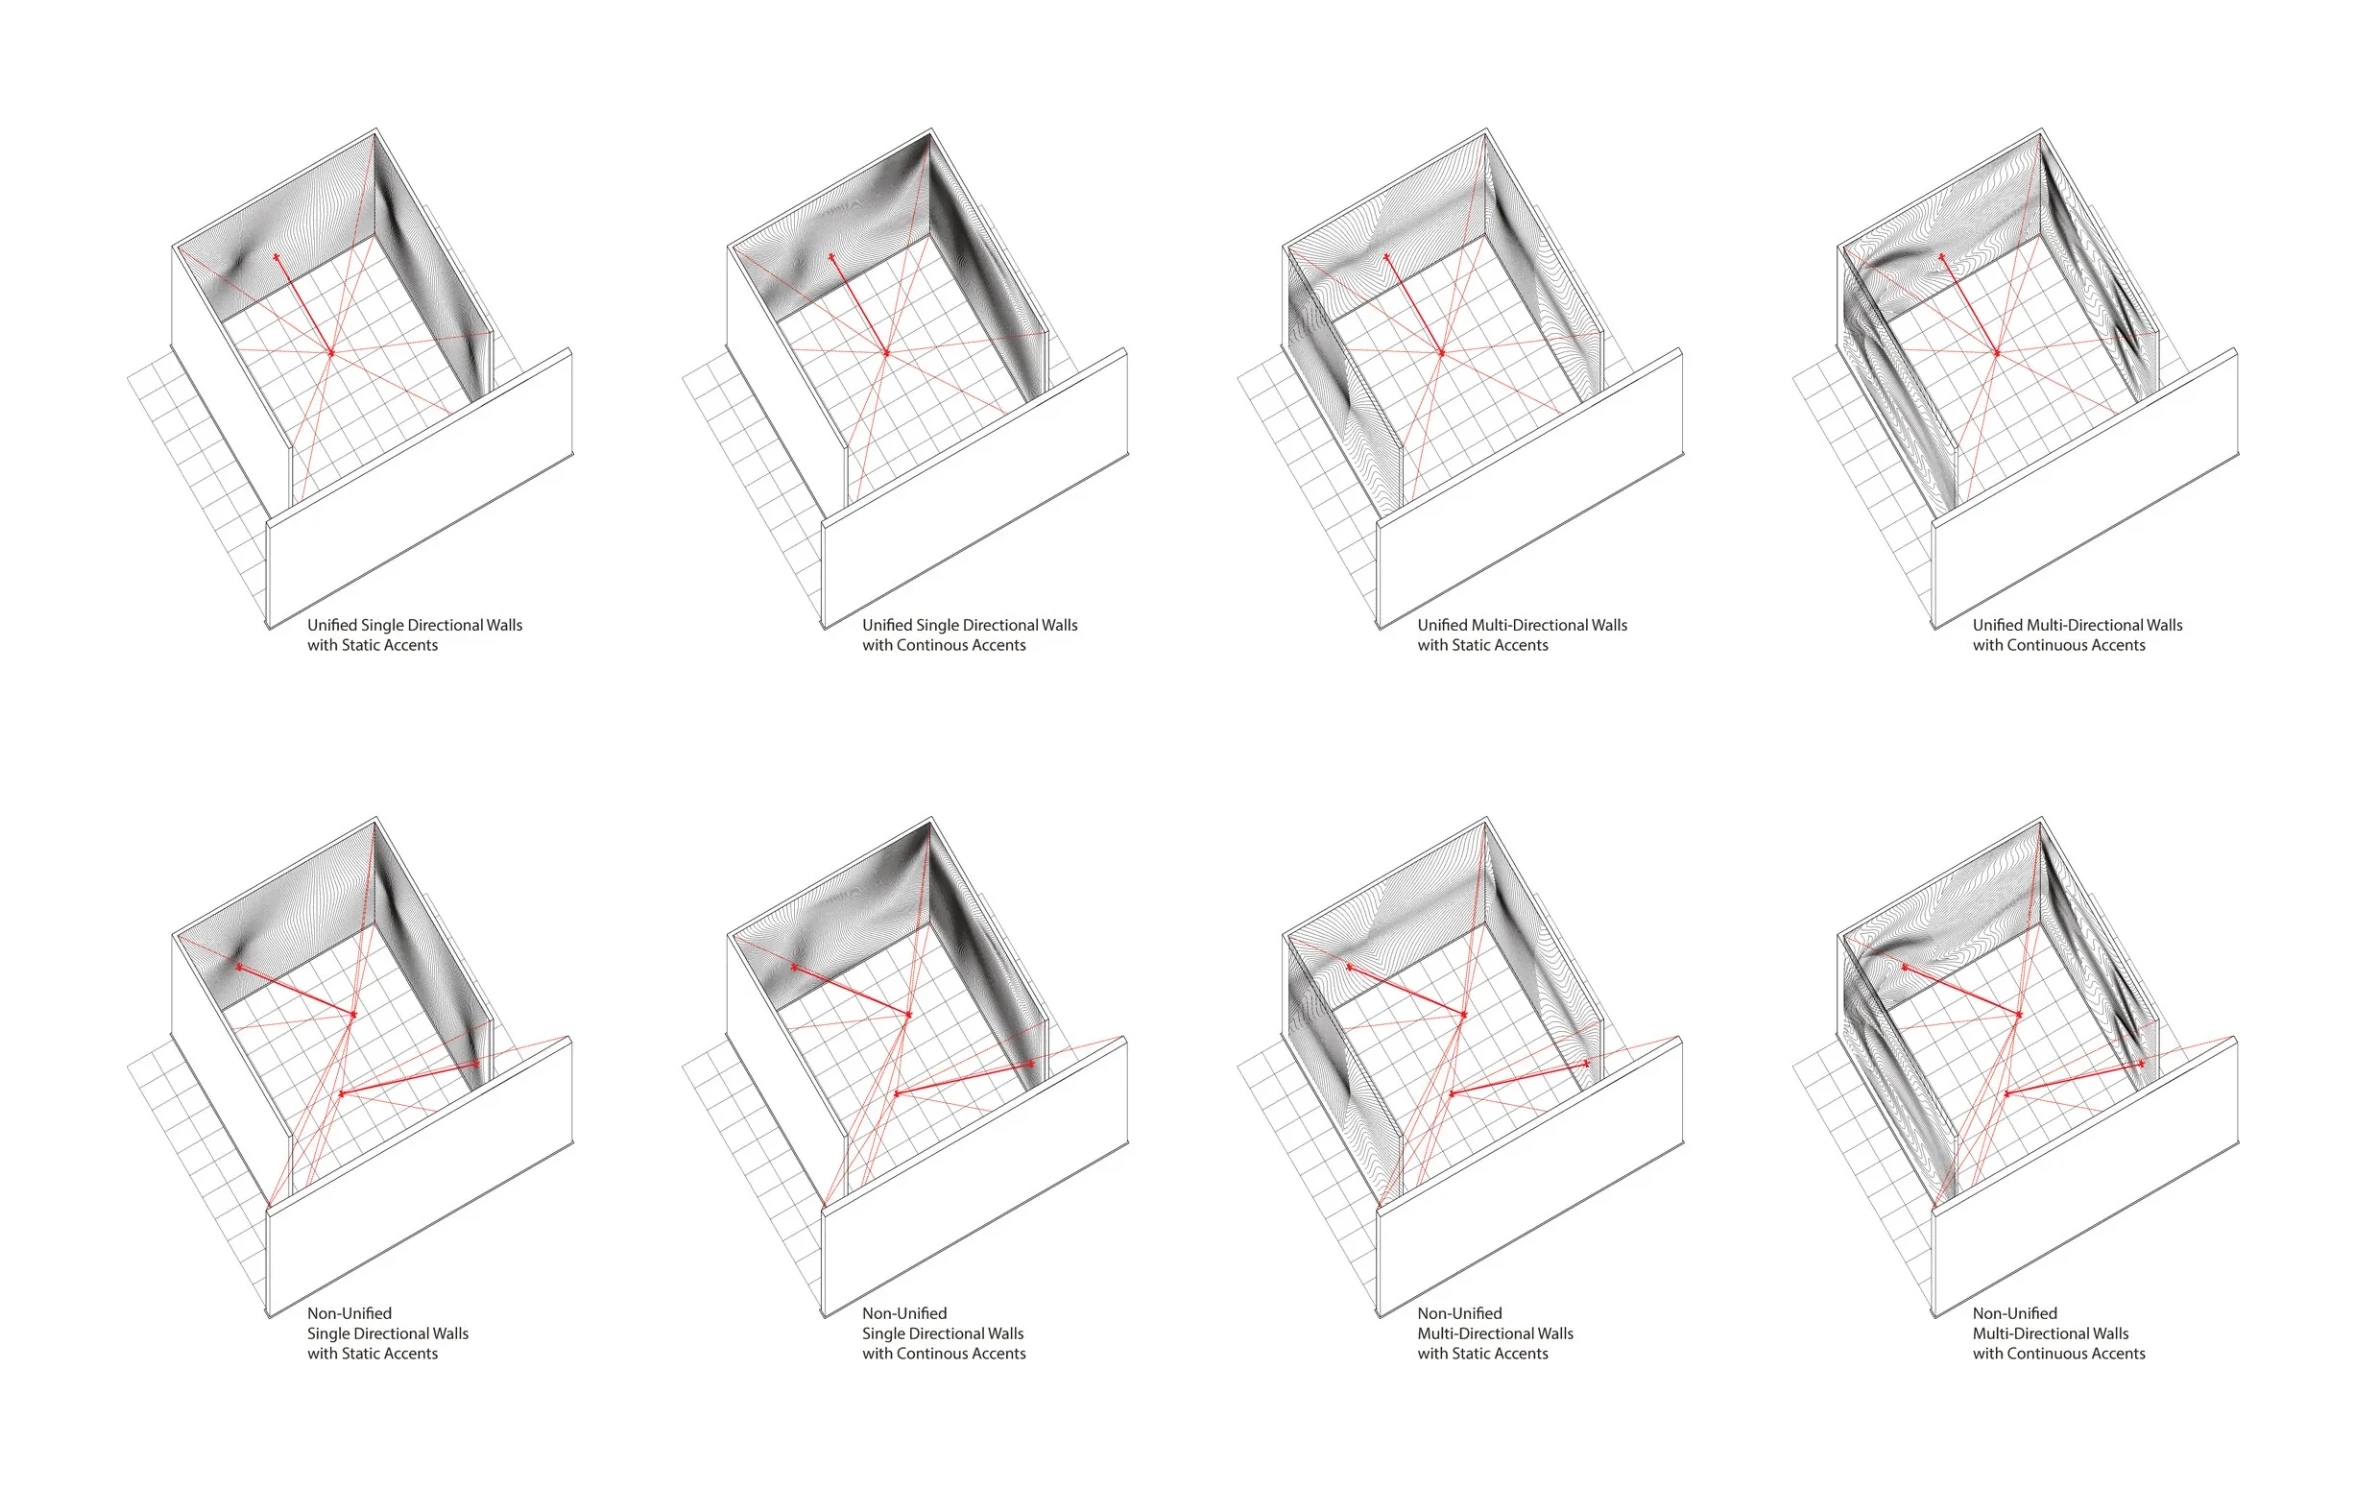 Unified Single Directional Walls
with Static Accents
Unified Single Directional Walls
with Continous Accents
Unified Multi-Directional Walls
with Static Accents
Unified Multi-Directional Walls
with Continuous Accents
Non-Unified
Single Directional Walls
with Static Accents
Non-Unified
Single Directional Walls
with Continous Accents
Non-Unified
Multi-Directional Walls
with Static Accents
Non-Unified
Multi-Directional Walls
with Continuous Accents